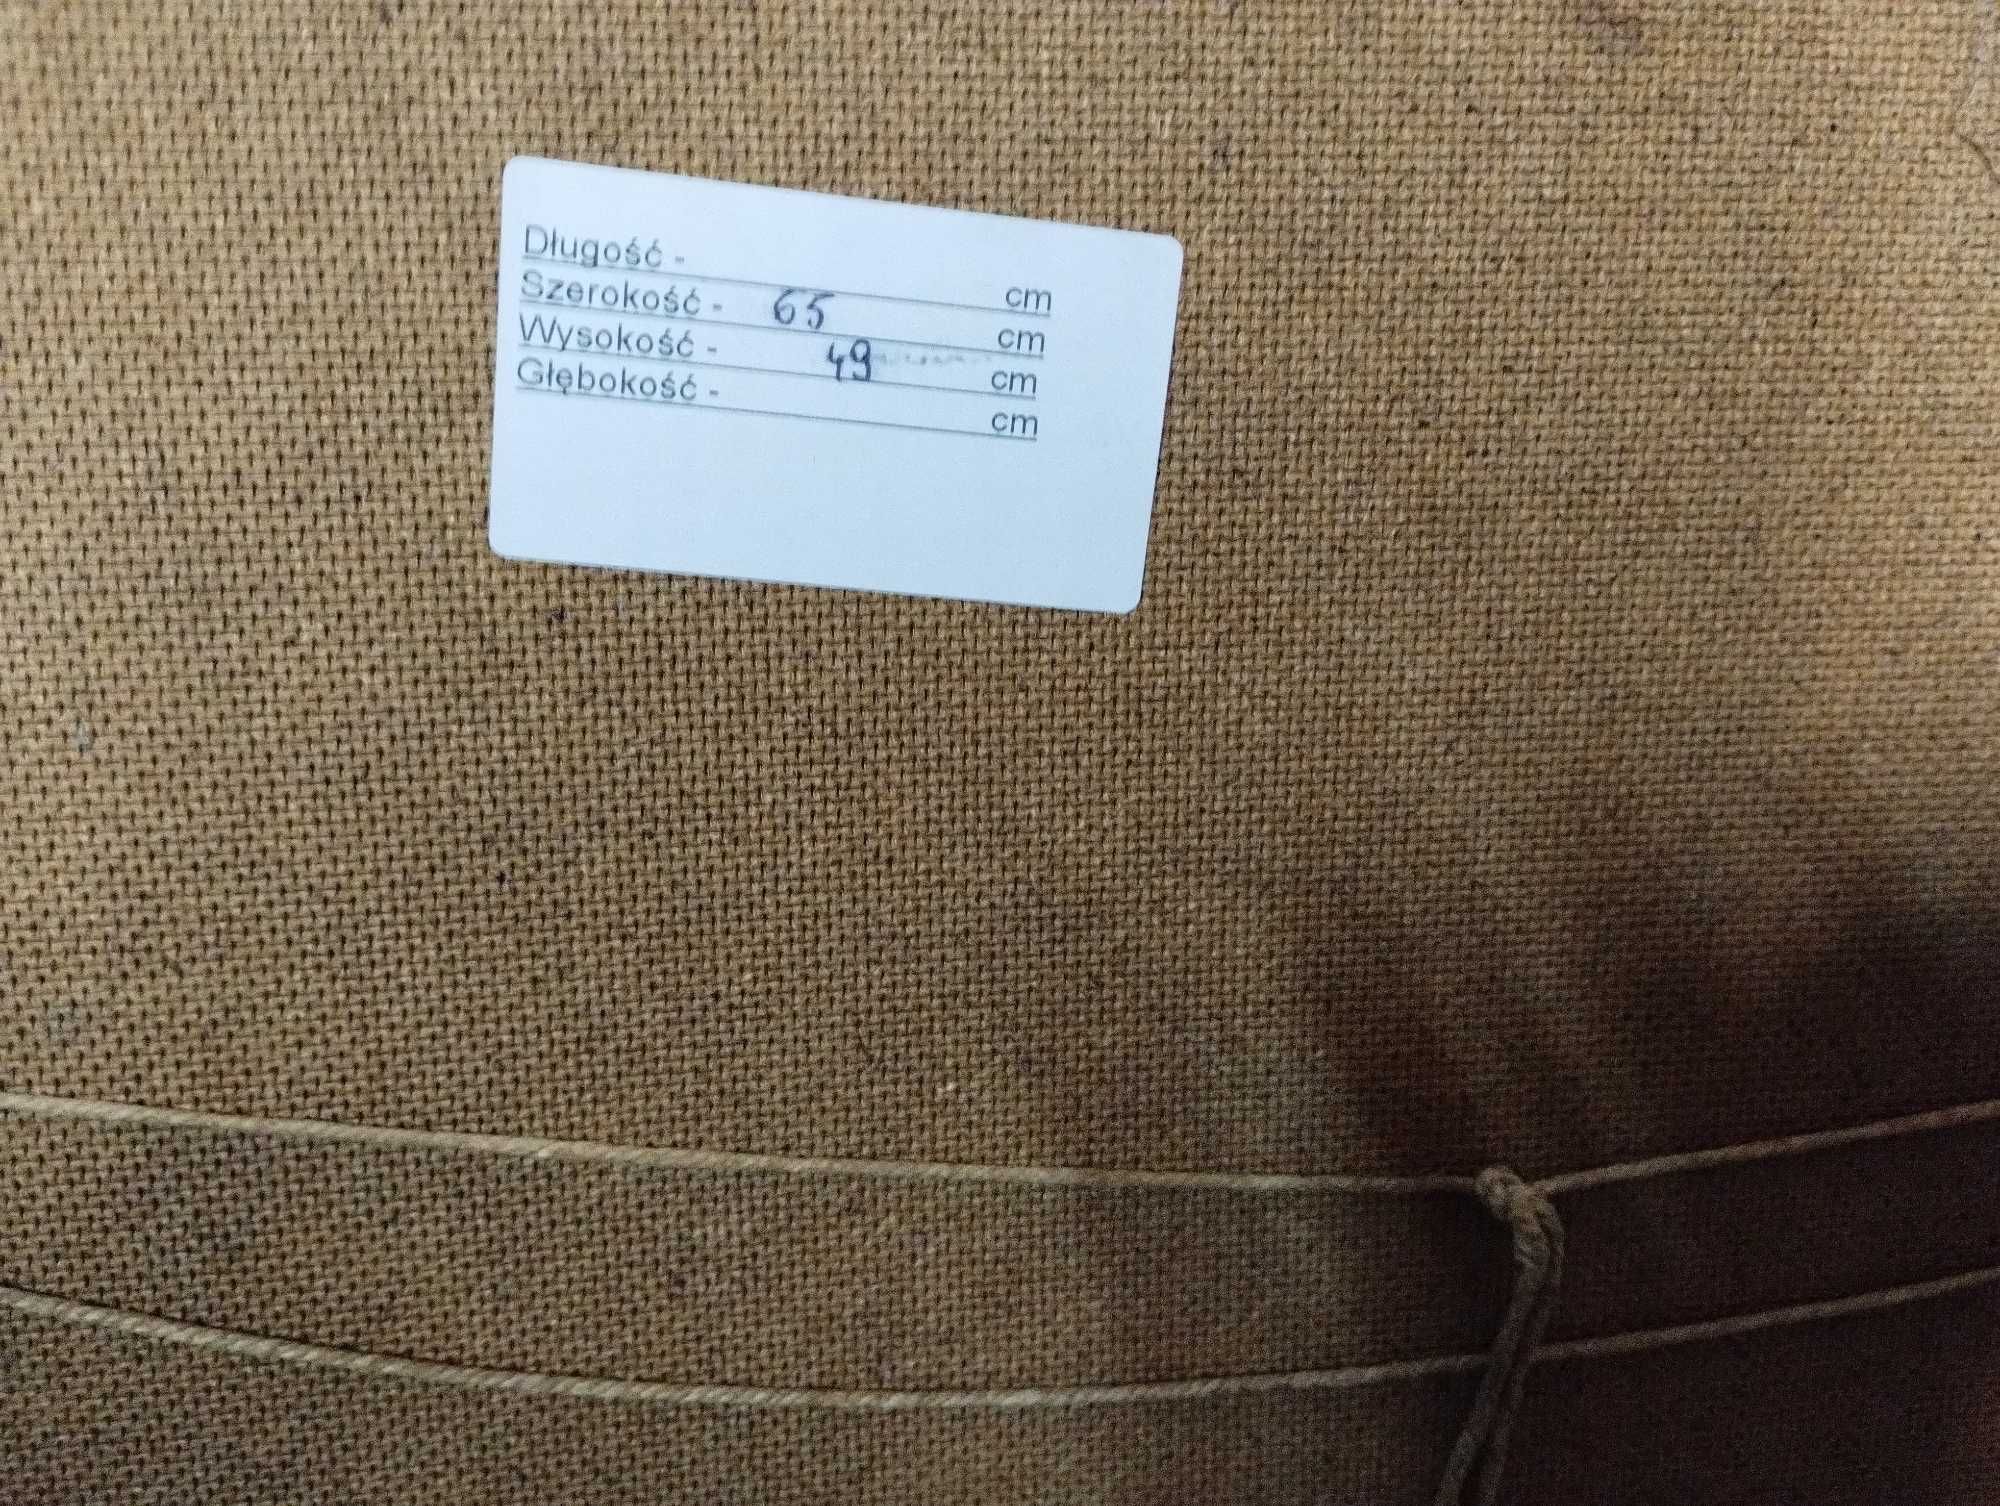 Długość - cm
Szerokość - 65 cm
Wysokość - 49 cm
Głębokość - cm